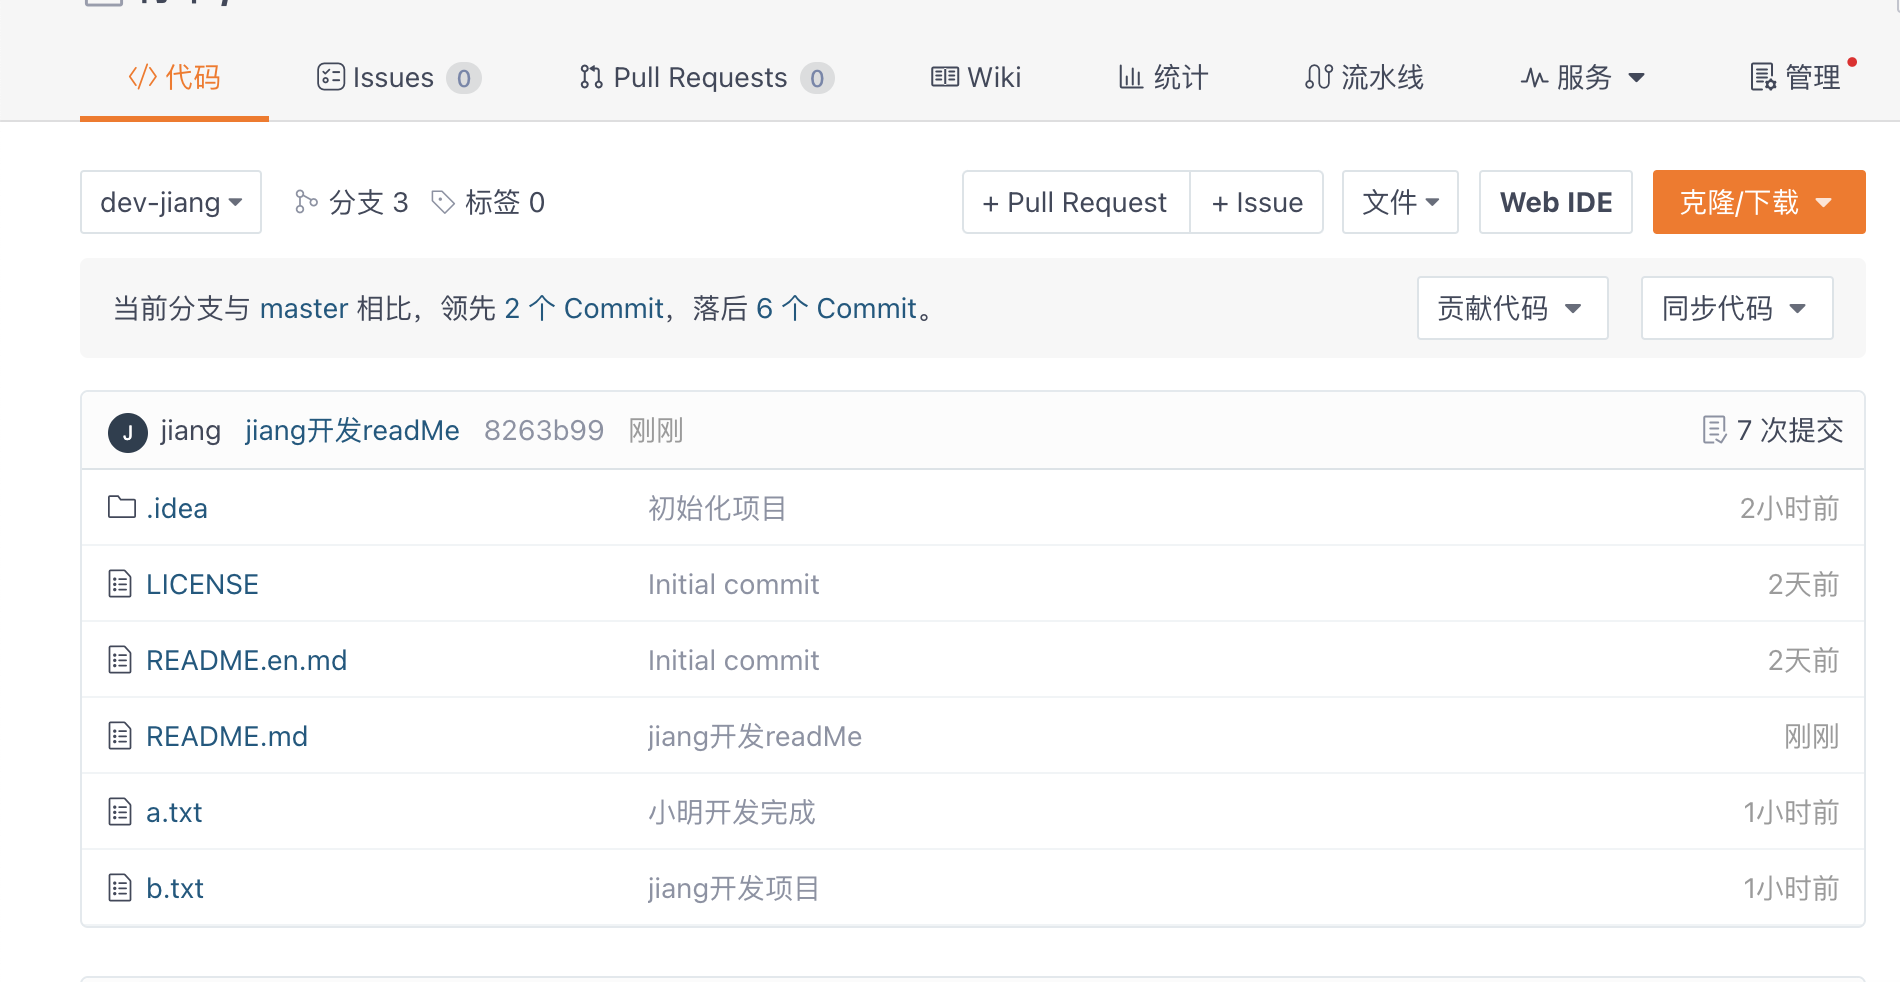 代码 Issues 0 Pull Requests 0 Wiki 统计 流水线 服务 管理
dev-jiang 分支 3 标签 0 + Pull Request + Issue 文件 Web IDE 克隆/下载
当前分支与 master 相比，领先 2 个 Commit，落后 6 个 Commit。 贡献代码 同步代码
J jiang jiang开发readMe 8263b99 刚刚 7 次提交
.idea 初始化项目 2小时前
LICENSE Initial commit 2天前
README.en.md Initial commit 2天前
README.md jiang开发readMe 刚刚
a.txt 小明开发完成 1小时前
b.txt jiang开发项目 1小时前